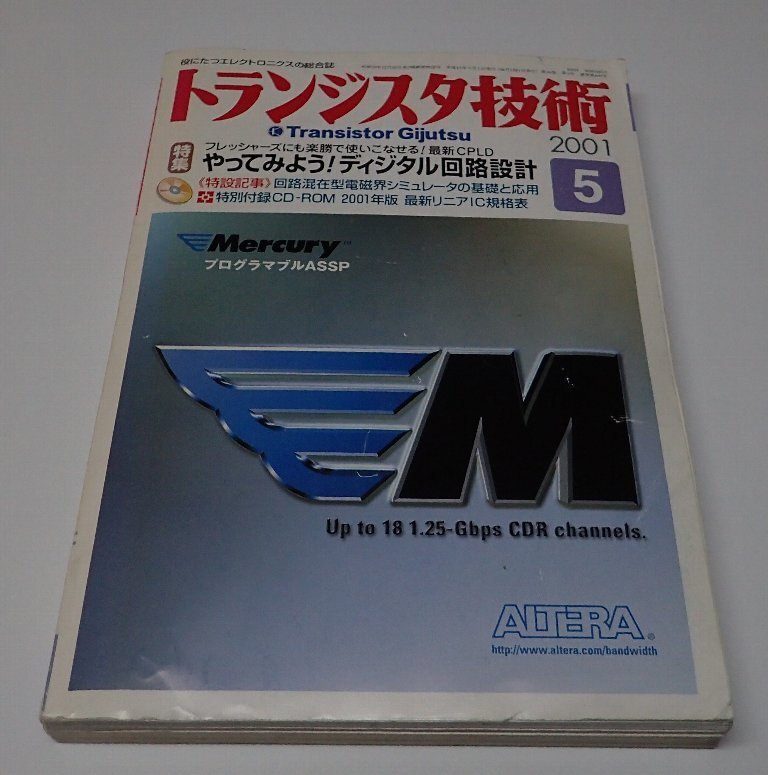 役にたつエレクトロニクスの総合誌
トランジスタ技術
Transistor Gijutsu
2001
5
特集
フレッシャーズにも楽勝で使いこなせる!最新CPLD
やってみよう!ディジタル回路設計
《特設記事》回路混在型電磁界シミュレータの基礎と応用
特別付録CD-ROM 2001年版 最新リニアIC規格表
Mercury™
プログラマブルASSP
M
Up to 18 1.25-Gbps CDR channels.
ALTERA®
http://www.altera.com/bandwidth